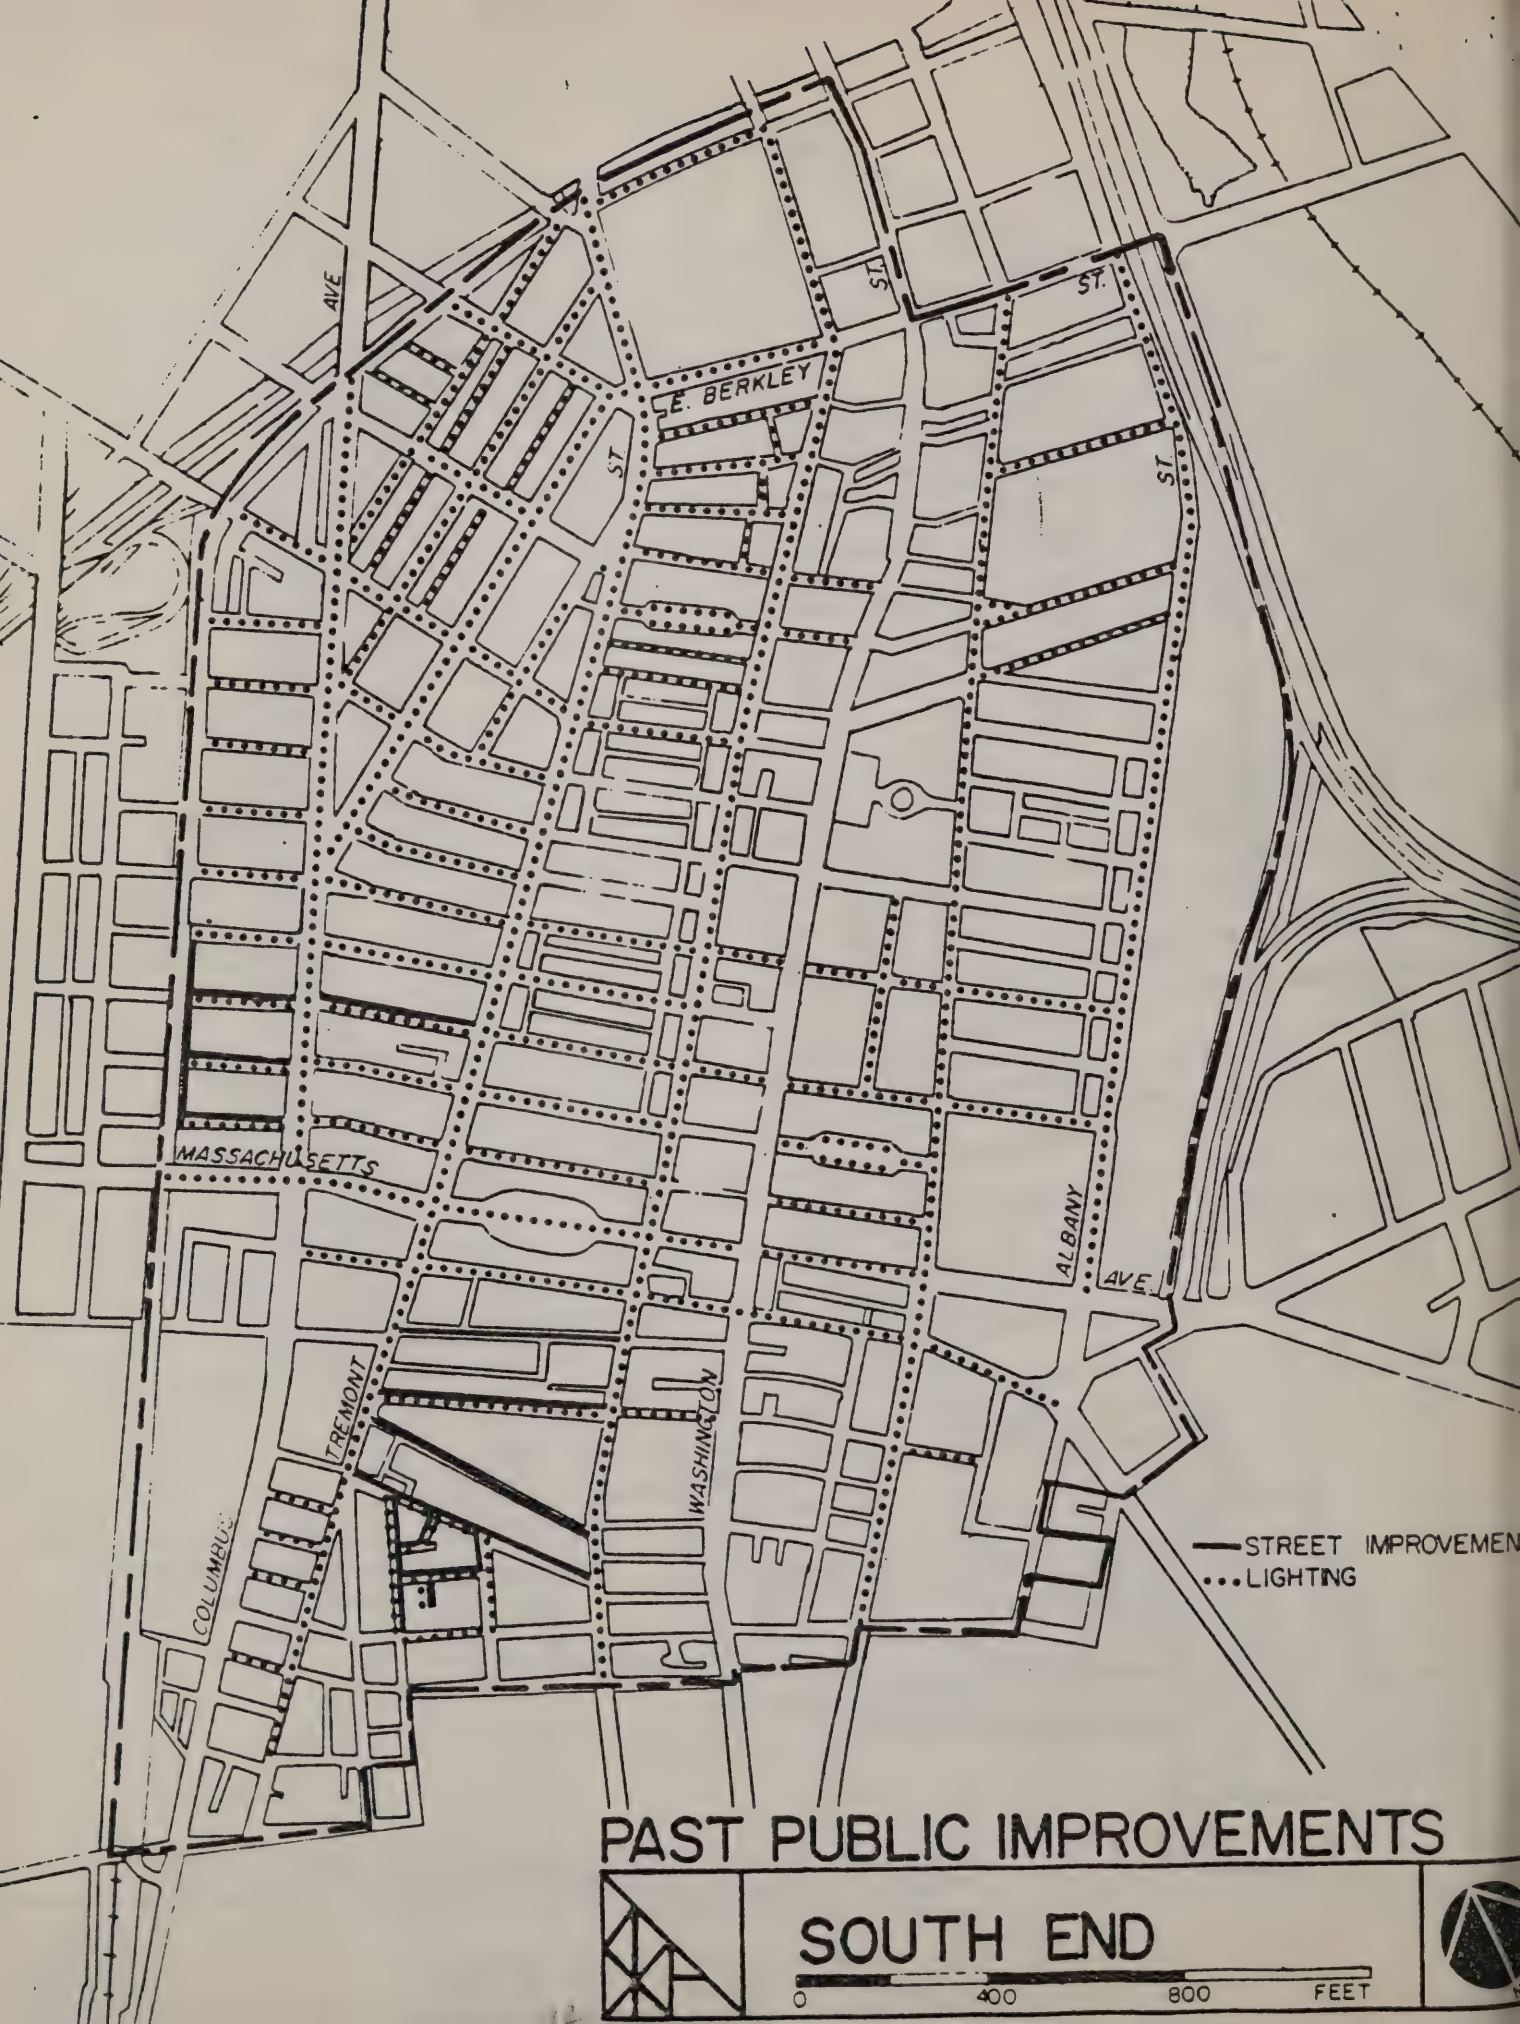 AVE
ST.
ST.
E. BERKLEY
ST.
ST.
MASSACHUSETTS
ALBANY
AVE.
TREMONT
WASHINGTON
COLUMBUS
STREET IMPROVEMEN
LIGHTING
PAST PUBLIC IMPROVEMENTS
SOUTH END
0 400 800 FEET